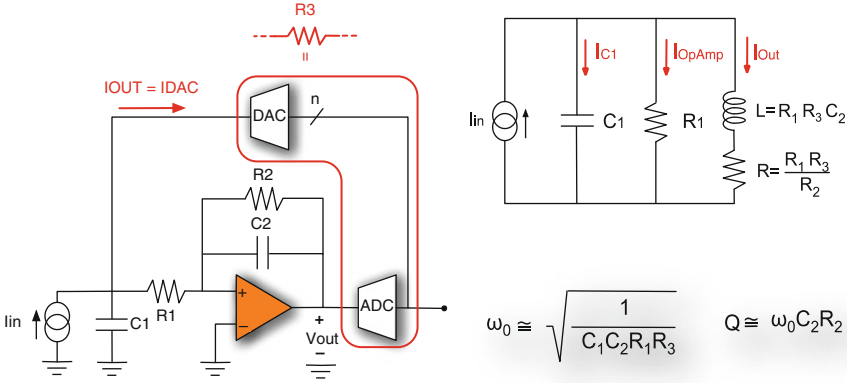 R3
=
IOUT = IDAC
DAC
n
R2
C2
R1
Iin
C1
+
−
+
Vout
−
ADC
IC1
IOpAmp
IOut
Iin
C1
R1
L=R1 R3 C2
R= R1 R3 / R2
ω0 ≅ √ 1 / C1C2R1R3
Q ≅ ω0C2R2